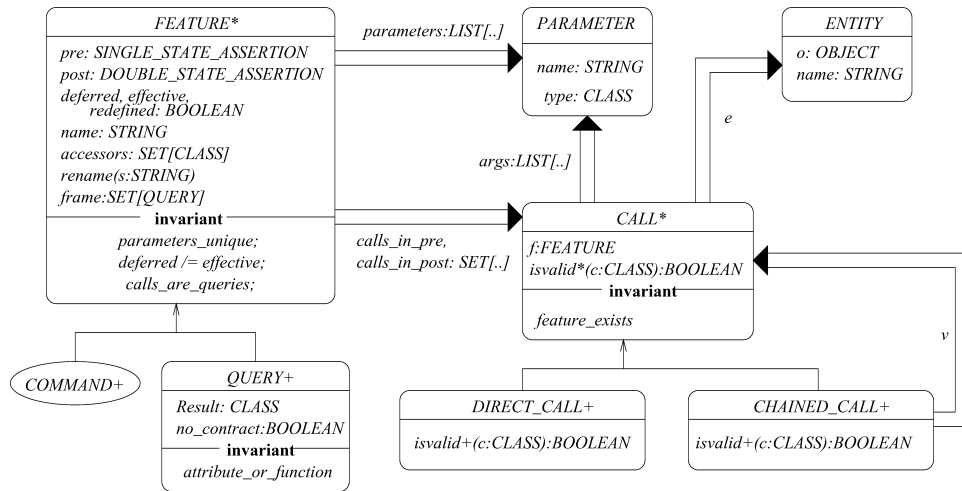 FEATURE*
pre: SINGLE_STATE_ASSERTION
post: DOUBLE_STATE_ASSERTION
deferred, effective,
redefined: BOOLEAN
name: STRING
accessors: SET[CLASS]
rename(s:STRING)
frame:SET[QUERY]
invariant
parameters_unique;
deferred /= effective;
calls_are_queries;
parameters:LIST[..]
PARAMETER
name: STRING
type: CLASS
ENTITY
o: OBJECT
name: STRING
e
args:LIST[..]
calls_in_pre,
calls_in_post: SET[..]
CALL*
f:FEATURE
isvalid*(c:CLASS):BOOLEAN
invariant
feature_exists
v
COMMAND+
QUERY+
Result: CLASS
no_contract:BOOLEAN
invariant
attribute_or_function
DIRECT_CALL+
isvalid+(c:CLASS):BOOLEAN
CHAINED_CALL+
isvalid+(c:CLASS):BOOLEAN